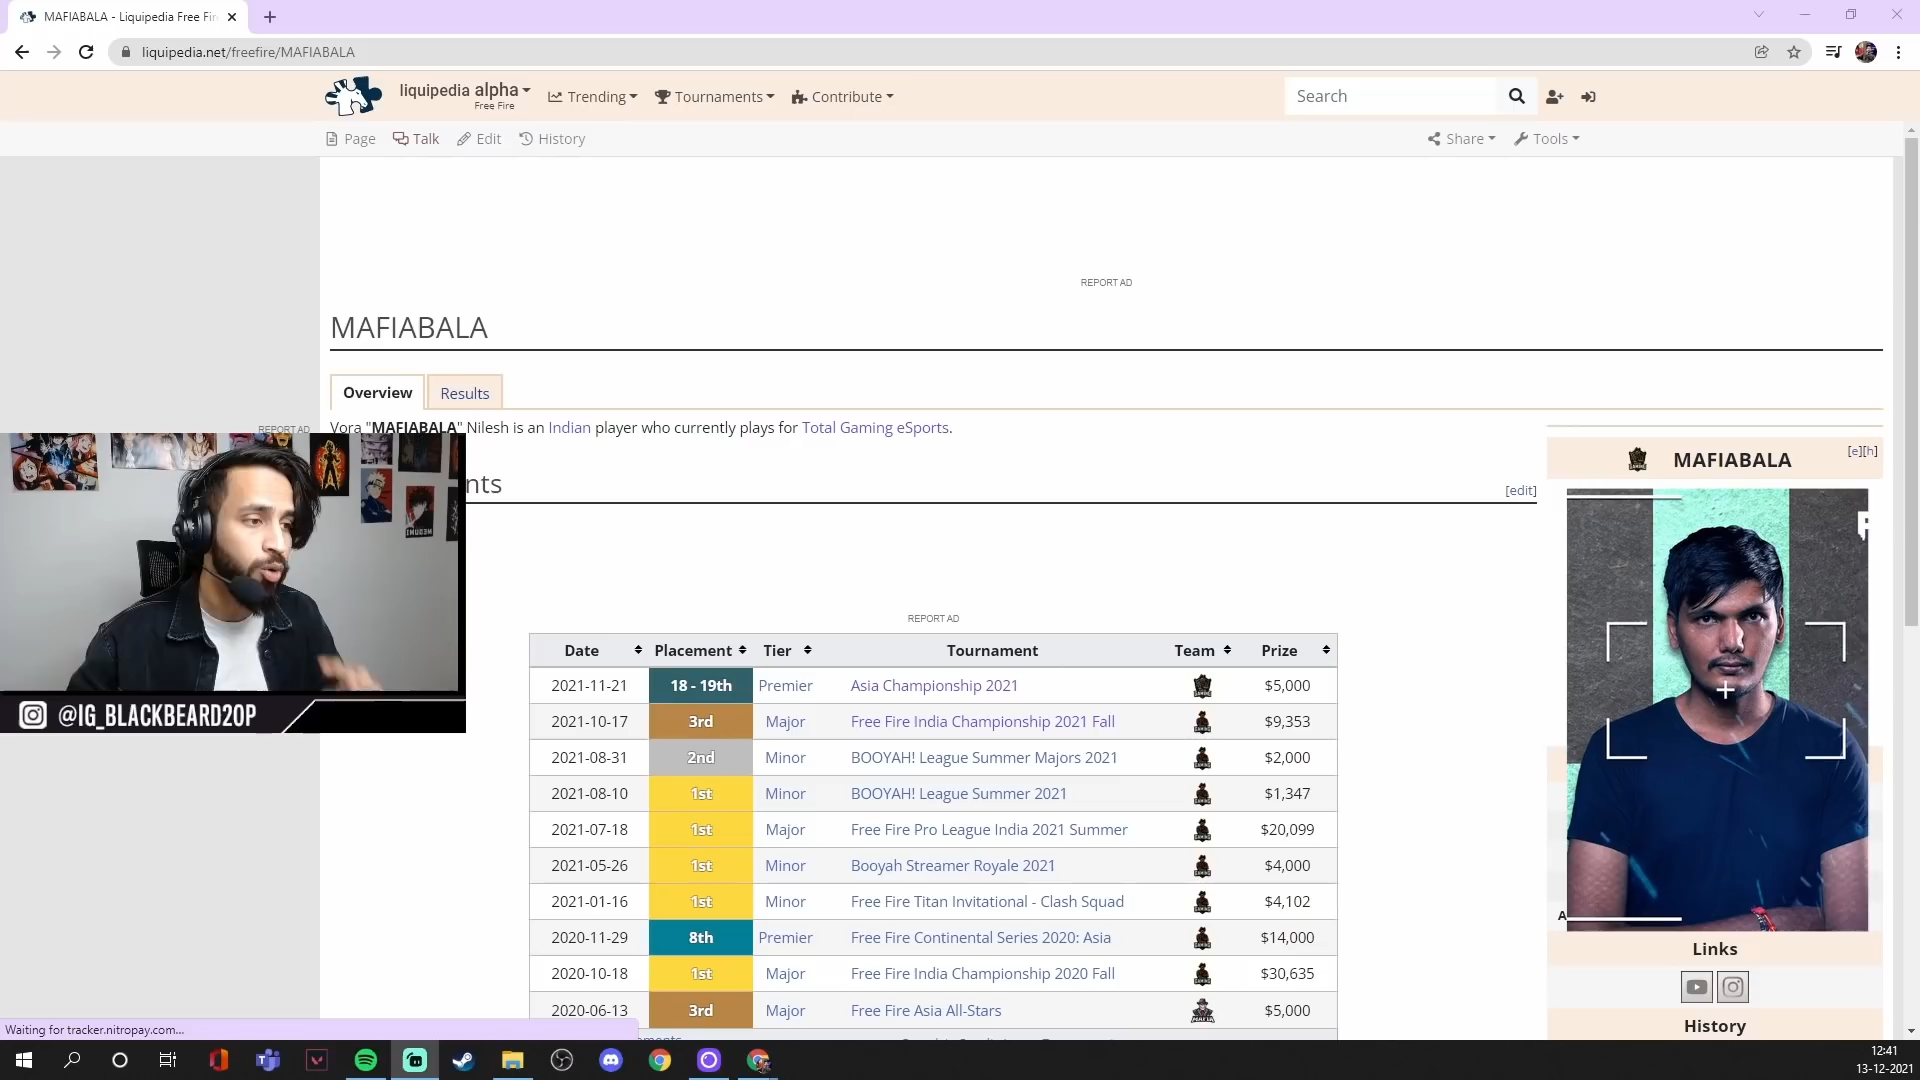 MAFIABALA - Liquipedia Free Fir
liquipedia.net/freefire/MAFIABALA
liquipedia alpha
Free Fire
Trending
Tournaments
Contribute
Search
Page
Talk
Edit
History
Share
Tools
REPORT AD
MAFIABALA
Overview
Results
REPORT AD
Vora "MAFIABALA" Nilesh is an Indian player who currently plays for Total Gaming eSports.
MAFIABALA
[e][h]
nts
[edit]
@IG_BLACKBEARD20P
REPORT AD
Date Placement Tier Tournament Team Prize
2021-11-21 18 - 19th Premier Asia Championship 2021 $5,000
2021-10-17 3rd Major Free Fire India Championship 2021 Fall $9,353
2021-08-31 2nd Minor BOOYAH! League Summer Majors 2021 $2,000
2021-08-10 1st Minor BOOYAH! League Summer 2021 $1,347
2021-07-18 1st Major Free Fire Pro League India 2021 Summer $20,099
2021-05-26 1st Minor Booyah Streamer Royale 2021 $4,000
2021-01-16 1st Minor Free Fire Titan Invitational - Clash Squad $4,102
2020-11-29 8th Premier Free Fire Continental Series 2020: Asia $14,000
2020-10-18 1st Major Free Fire India Championship 2020 Fall $30,635
2020-06-13 3rd Major Free Fire Asia All-Stars $5,000
A
Links
History
Waiting for tracker.nitropay.com...
12:41
13-12-2021